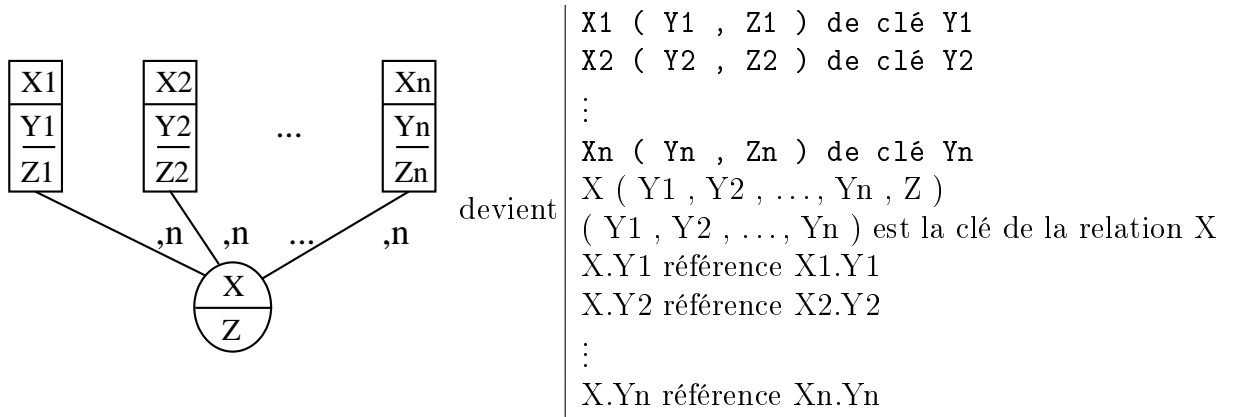 X1 X2 Xn
Y1 Y2 ... Yn
Z1 Z2 Zn
,n ,n ... ,n
X
Z
devient
X1 ( Y1 , Z1 ) de clé Y1
X2 ( Y2 , Z2 ) de clé Y2
⋮
Xn ( Yn , Zn ) de clé Yn
X ( Y1 , Y2 , ..., Yn , Z )
( Y1 , Y2 , ..., Yn ) est la clé de la relation X
X.Y1 référence X1.Y1
X.Y2 référence X2.Y2
⋮
X.Yn référence Xn.Yn